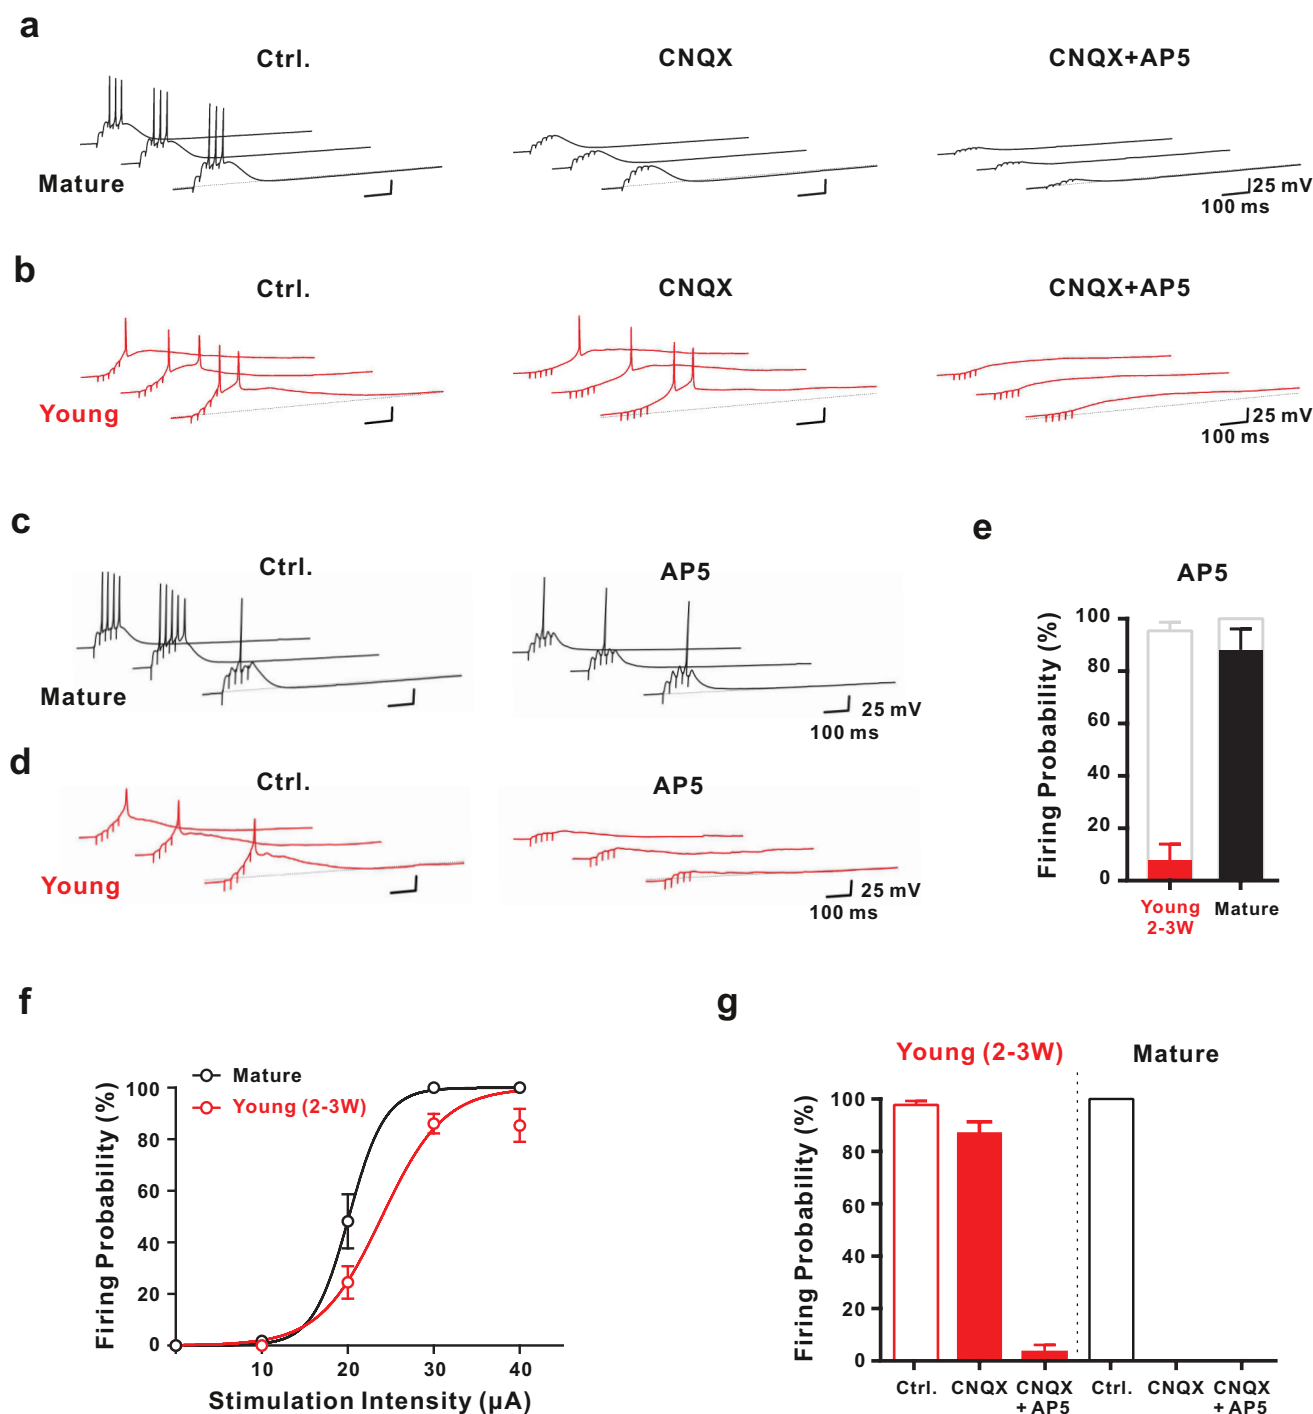 a
Ctrl.
CNQX
CNQX+AP5
Mature
25 mV
100 ms
b
Ctrl.
CNQX
CNQX+AP5
Young
25 mV
100 ms
c
Ctrl.
AP5
Mature
25 mV
100 ms
d
Ctrl.
AP5
Young
25 mV
100 ms
e
AP5
Firing Probability (%)
100
80
60
40
20
0
Young
2-3W
Mature
f
Mature
Young (2-3W)
Firing Probability (%)
100
80
60
40
20
0
10
20
30
40
Stimulation Intensity (µA)
g
Young (2-3W)
Mature
Firing Probability (%)
100
80
60
40
20
0
Ctrl.
CNQX
CNQX
+ AP5
Ctrl.
CNQX
CNQX
+ AP5